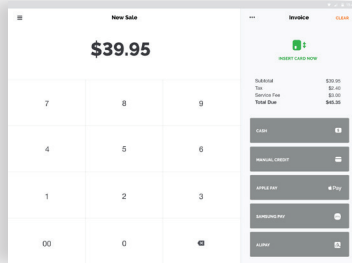 New Sale
$39.95
7 8 9
4 5 6
1 2 3
00 0
Invoice CLEAR
INSERT CARD NOW
Subtotal $39.95
Tax $2.40
Service Fee $3.00
Total Due $45.35
CASH
MANUAL CREDIT
APPLE PAY Pay
SAMSUNG PAY
ALIPAY